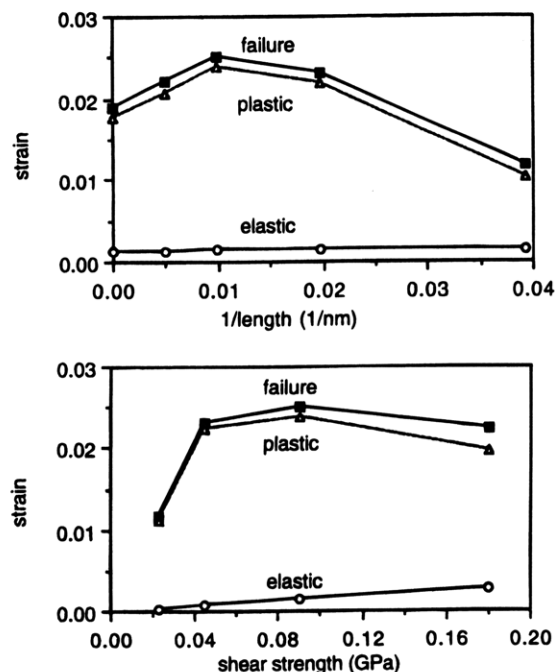 0.03
failure
0.02
plastic
strain
0.01
elastic
0.00
0.00 0.01 0.02 0.03 0.04
1/length (1/nm)
0.03
failure
0.02
plastic
strain
0.01
elastic
0.00
0.00 0.04 0.08 0.12 0.16 0.20
shear strength (GPa)